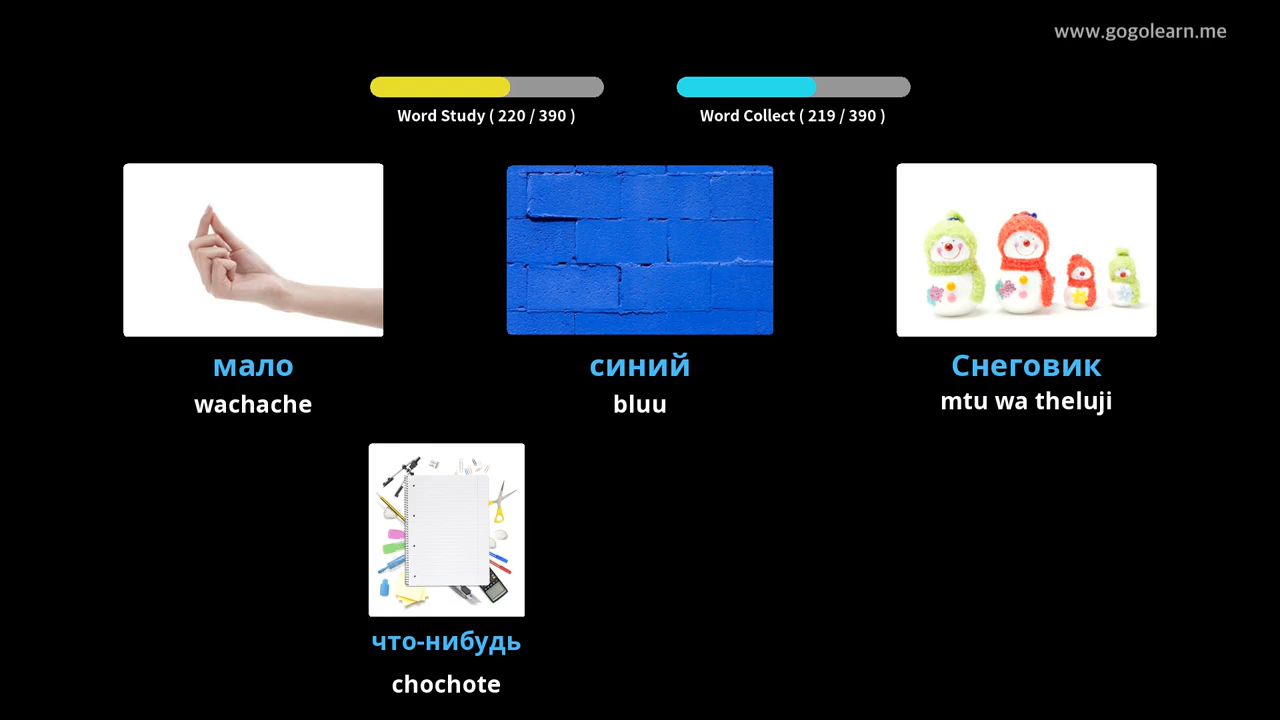 www.gogolearn.me
Word Study ( 220 / 390 )
Word Collect ( 219 / 390 )
мало
wachache
синий
bluu
Снеговик
mtu wa theluji
что-нибудь
chochote